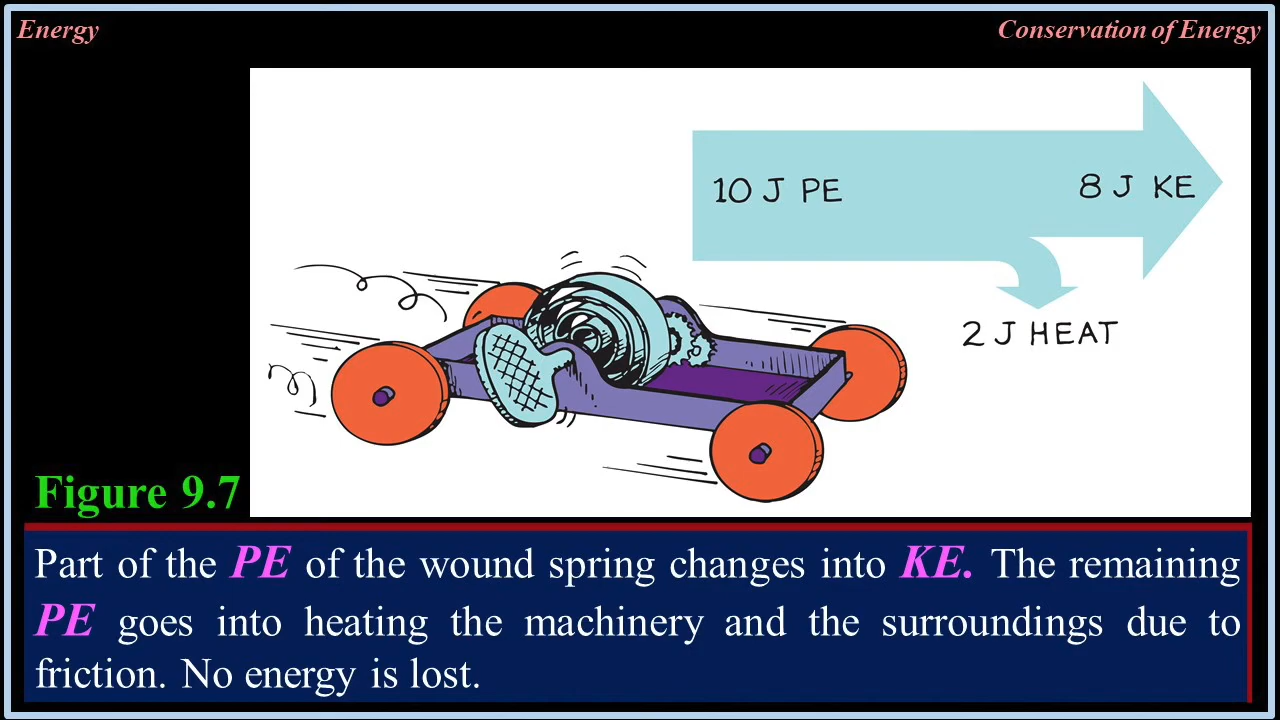 Energy
Conservation of Energy
10 J PE
8 J KE
2 J HEAT
Figure 9.7
Part of the PE of the wound spring changes into KE. The remaining
PE goes into heating the machinery and the surroundings due to
friction. No energy is lost.